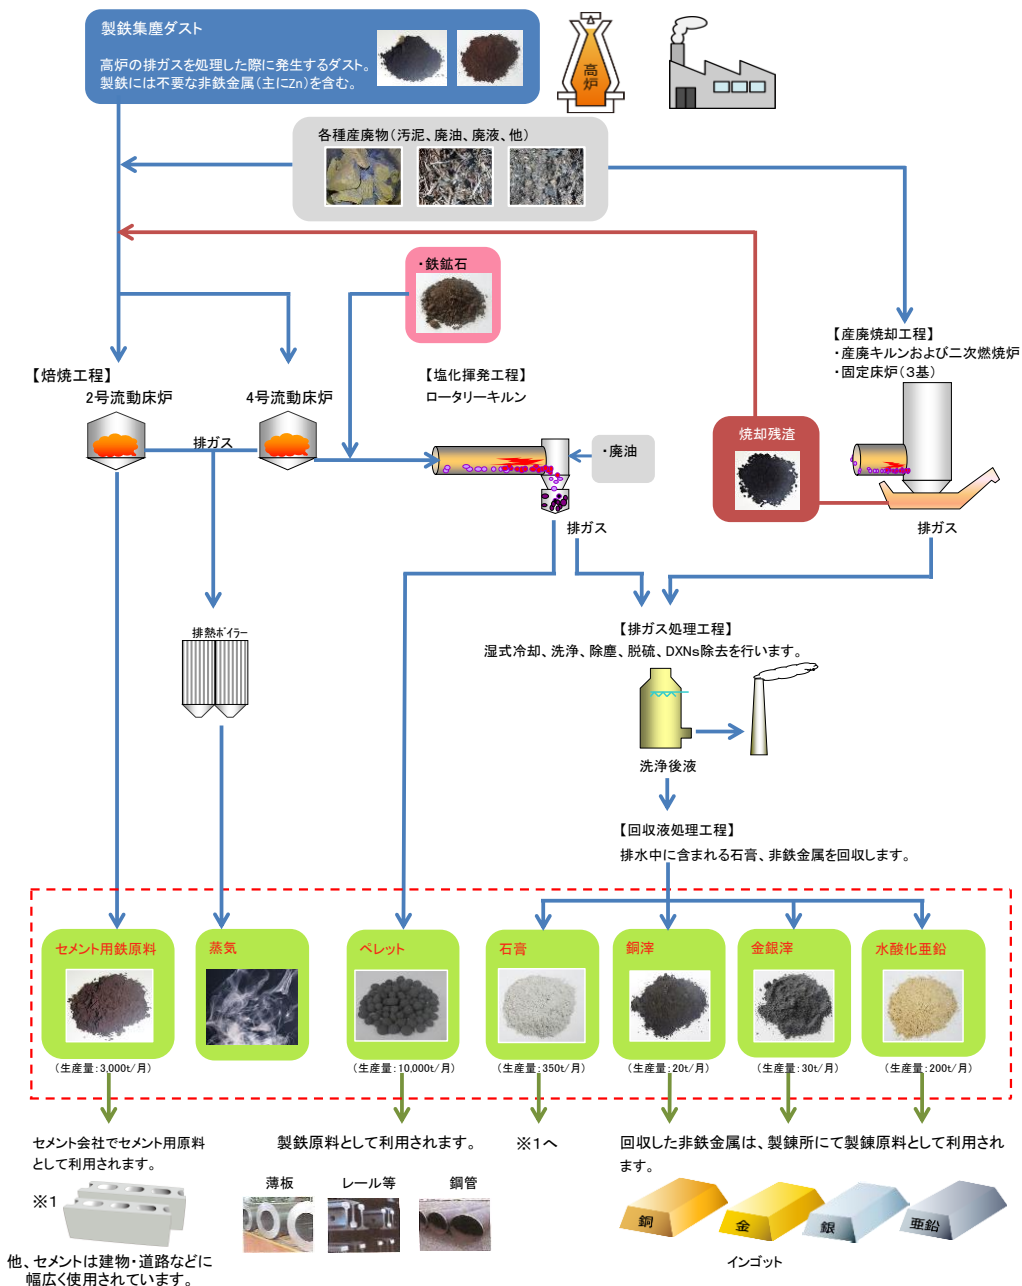 製鉄集塵ダスト
高炉の排ガスを処理した際に発生するダスト。
製鉄には不要な非鉄金属(主にZn)を含む。
高炉
各種産廃物(汚泥、廃油、廃液、他)
・鉄鉱石
【産廃焼却工程】
・産廃キルンおよび二次燃焼炉
・固定床炉(3基)
【焙焼工程】
2号流動床炉
4号流動床炉
【塩化揮発工程】
ロータリーキルン
排ガス
・廃油
焼却残渣
排ガス
排ガス
排熱ボイラー
【排ガス処理工程】
湿式冷却、洗浄、除塵、脱硫、DXNs除去を行います。
洗浄後液
【回収液処理工程】
排水中に含まれる石膏、非鉄金属を回収します。
セメント用鉄原料
蒸気
ペレット
石膏
銅滓
金銀滓
水酸化亜鉛
(生産量:3,000t/月)
(生産量:10,000t/月)
(生産量:350t/月)
(生産量:20t/月)
(生産量:30t/月)
(生産量:200t/月)
セメント会社でセメント用原料
として利用されます。
※1
他、セメントは建物・道路などに
幅広く使用されています。
製鉄原料として利用されます。
薄板
レール等
鋼管
※1へ
回収した非鉄金属は、製錬所にて製錬原料として利用され
ます。
銅
金
銀
亜鉛
インゴット